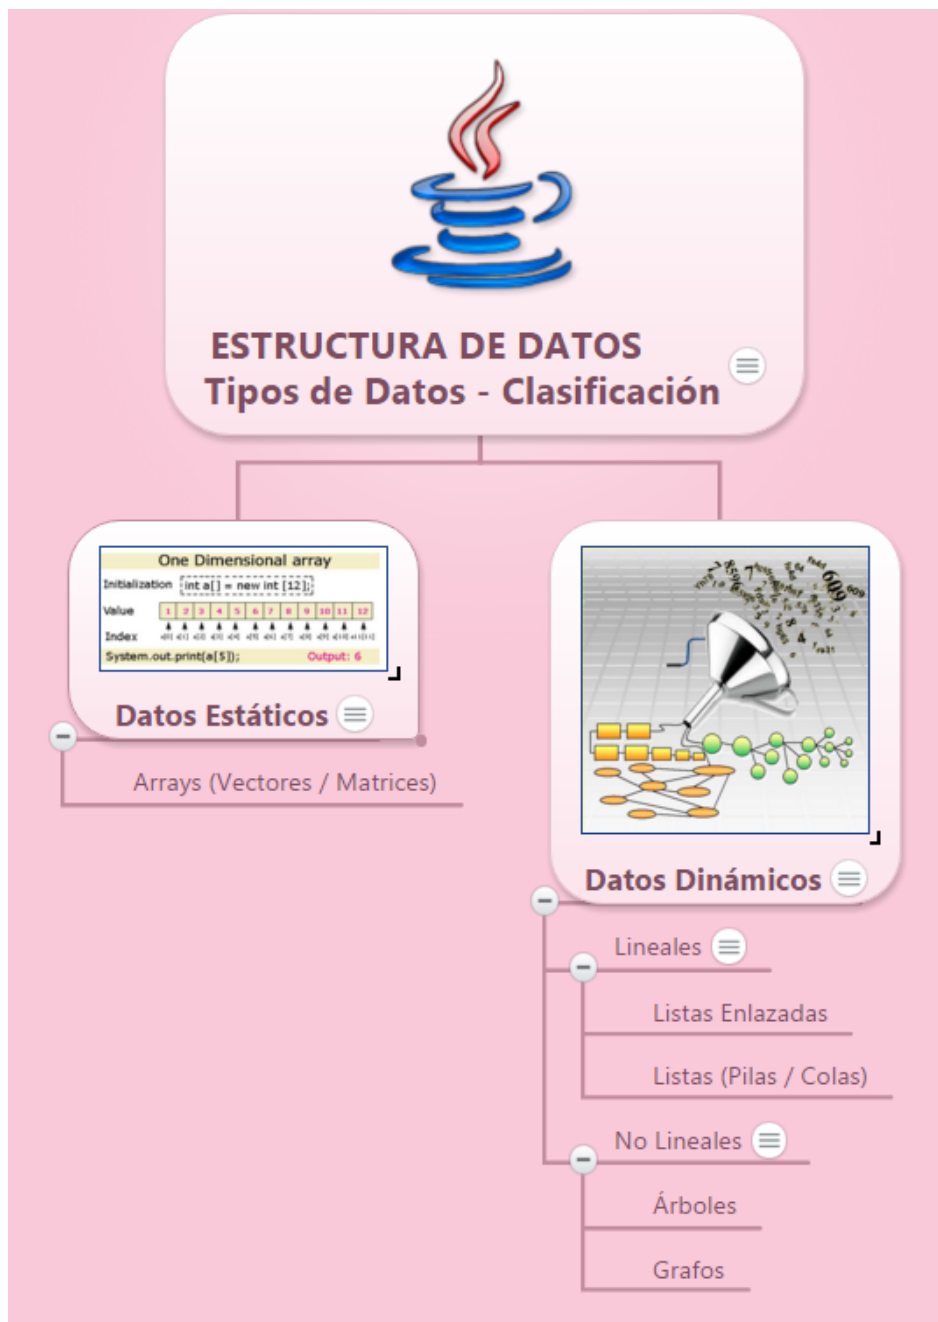 ESTRUCTURA DE DATOS
Tipos de Datos - Clasificación
One Dimensional array
Initialization int a[] = new int [12];
Value 1 2 3 4 5 6 7 8 9 10 11 12
Index
System.out.print(a[5]); Output: 6
Datos Estáticos
Arrays (Vectores / Matrices)
Datos Dinámicos
Lineales
Listas Enlazadas
Listas (Pilas / Colas)
No Lineales
Árboles
Grafos